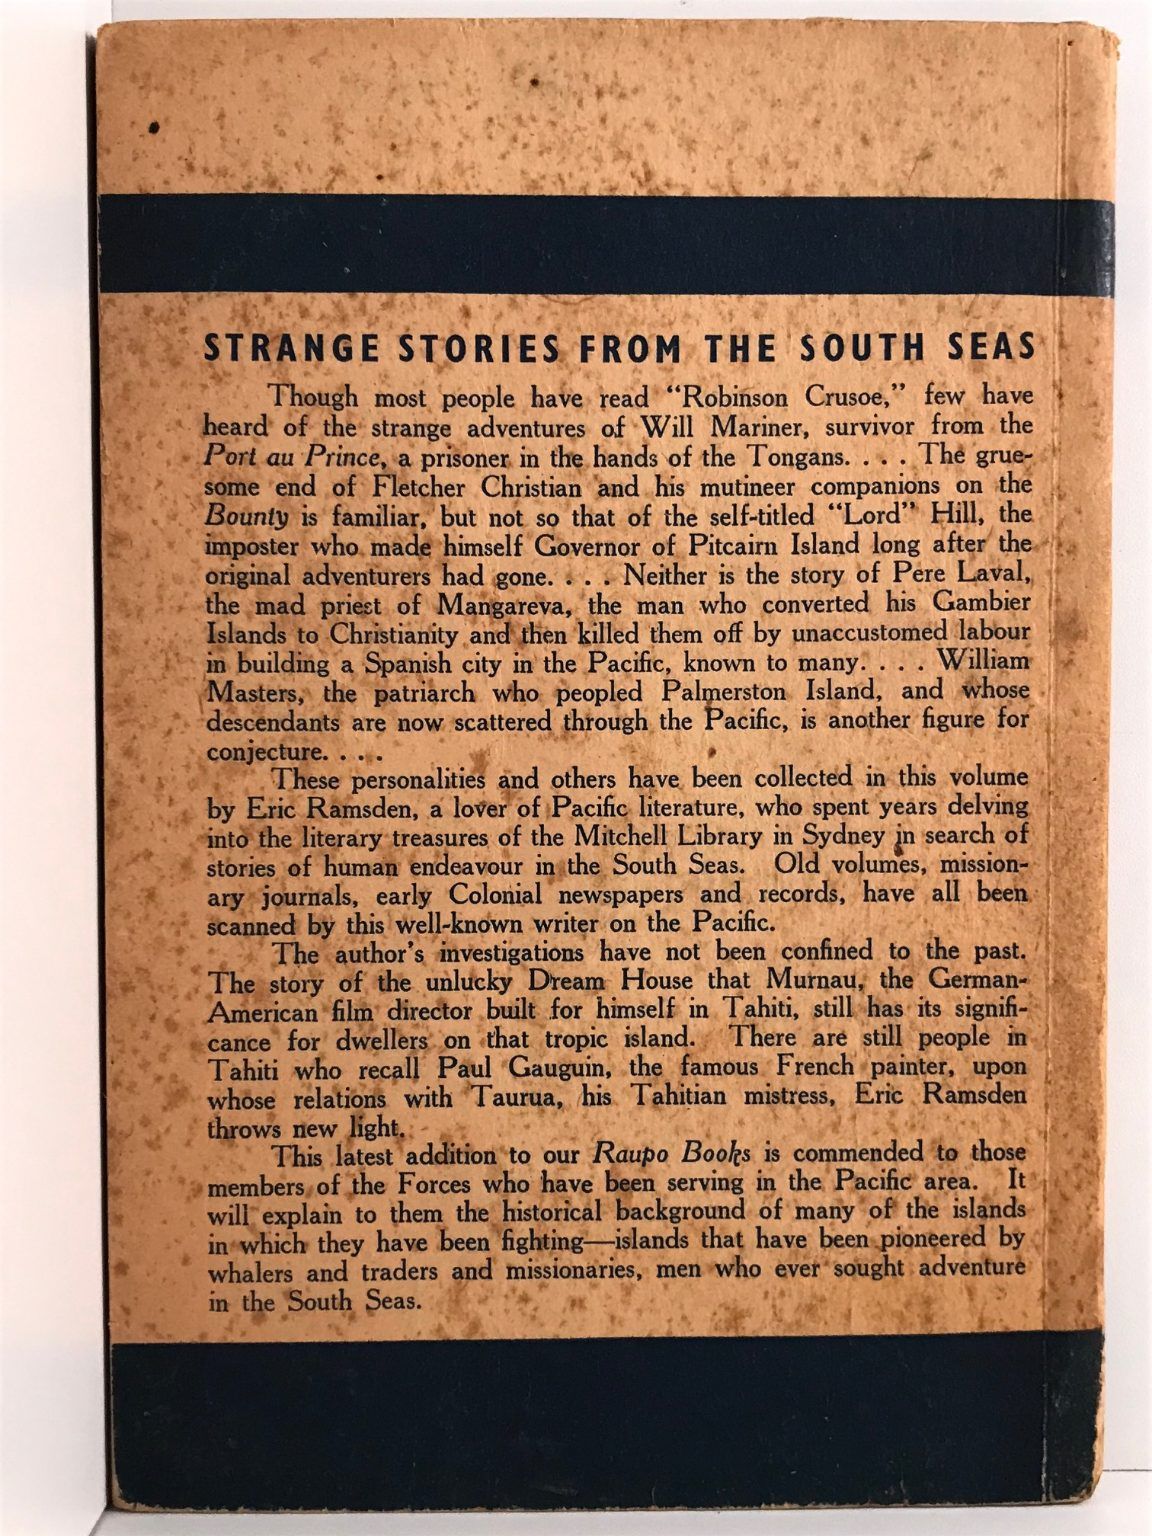 STRANGE STORIES FROM THE SOUTH SEAS
Though most people have read “Robinson Crusoe,” few have
heard of the strange adventures of Will Mariner, survivor from the
Port au Prince, a prisoner in the hands of the Tongans. . . . The grue-
some end of Fletcher Christian and his mutineer companions on the
Bounty is familiar, but not so that of the self-titled “Lord” Hill, the
imposter who made himself Governor of Pitcairn Island long after the
original adventurers had gone. . . . Neither is the story of Pere Laval,
the mad priest of Mangareva, the man who converted his Gambier
Islands to Christianity and then killed them off by unaccustomed labour
in building a Spanish city in the Pacific, known to many. . . . William
Masters, the patriarch who peopled Palmerston Island, and whose
descendants are now scattered through the Pacific, is another figure for
conjecture. . . .
These personalities and others have been collected in this volume
by Eric Ramsden, a lover of Pacific literature, who spent years delving
into the literary treasures of the Mitchell Library in Sydney in search of
stories of human endeavour in the South Seas. Old volumes, mission-
ary journals, early Colonial newspapers and records, have all been
scanned by this well-known writer on the Pacific.
The author’s investigations have not been confined to the past.
The story of the unlucky Dream House that Murnau, the German-
American film director built for himself in Tahiti, still has its signifi-
cance for dwellers on that tropic island. There are still people in
Tahiti who recall Paul Gauguin, the famous French painter, upon
whose relations with Taurua, his Tahitian mistress, Eric Ramsden
throws new light.
This latest addition to our Raupo Books is commended to those
members of the Forces who have been serving in the Pacific area. It
will explain to them the historical background of many of the islands
in which they have been fighting—islands that have been pioneered by
whalers and traders and missionaries, men who ever sought adventure
in the South Seas.